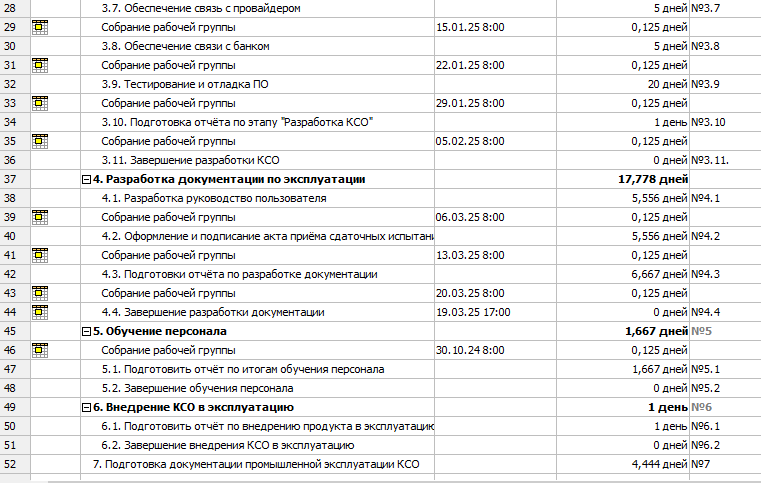 28 3.7. Обеспечение связь с провайдером 5 дней №3.7
29 Собрание рабочей группы 15.01.25 8:00 0,125 дней
30 3.8. Обеспечение связи с банком 5 дней №3.8
31 Собрание рабочей группы 22.01.25 8:00 0,125 дней
32 3.9. Тестирование и отладка ПО 20 дней №3.9
33 Собрание рабочей группы 29.01.25 8:00 0,125 дней
34 3.10. Подготовка отчёта по этапу "Разработка КСО" 1 день №3.10
35 Собрание рабочей группы 05.02.25 8:00 0,125 дней
36 3.11. Завершение разработки КСО 0 дней №3.11.
37 4. Разработка документации по эксплуатации 17,778 дней
38 4.1. Разработка руководство пользователя 5,556 дней №4.1
39 Собрание рабочей группы 06.03.25 8:00 0,125 дней
40 4.2. Оформление и подписание акта приёма сдаточных испытани 5,556 дней №4.2
41 Собрание рабочей группы 13.03.25 8:00 0,125 дней
42 4.3. Подготовки отчёта по разработке документации 6,667 дней №4.3
43 Собрание рабочей группы 20.03.25 8:00 0,125 дней
44 4.4. Завершение разработки документации 19.03.25 17:00 0 дней №4.4
45 5. Обучение персонала 1,667 дней №5
46 Собрание рабочей группы 30.10.24 8:00 0,125 дней
47 5.1. Подготовить отчёт по итогам обучения персонала 1,667 дней №5.1
48 5.2. Завершение обучения персонала 0 дней №5.2
49 6. Внедрение КСО в эксплуатацию 1 день №6
50 6.1. Подготовить отчёт по внедрению продукта в эксплуатацию 1 день №6.1
51 6.2. Завершение внедрения КСО в эксплуатацию 0 дней №6.2
52 7. Подготовка документации промышленной эксплуатации КСО 4,444 дней №7